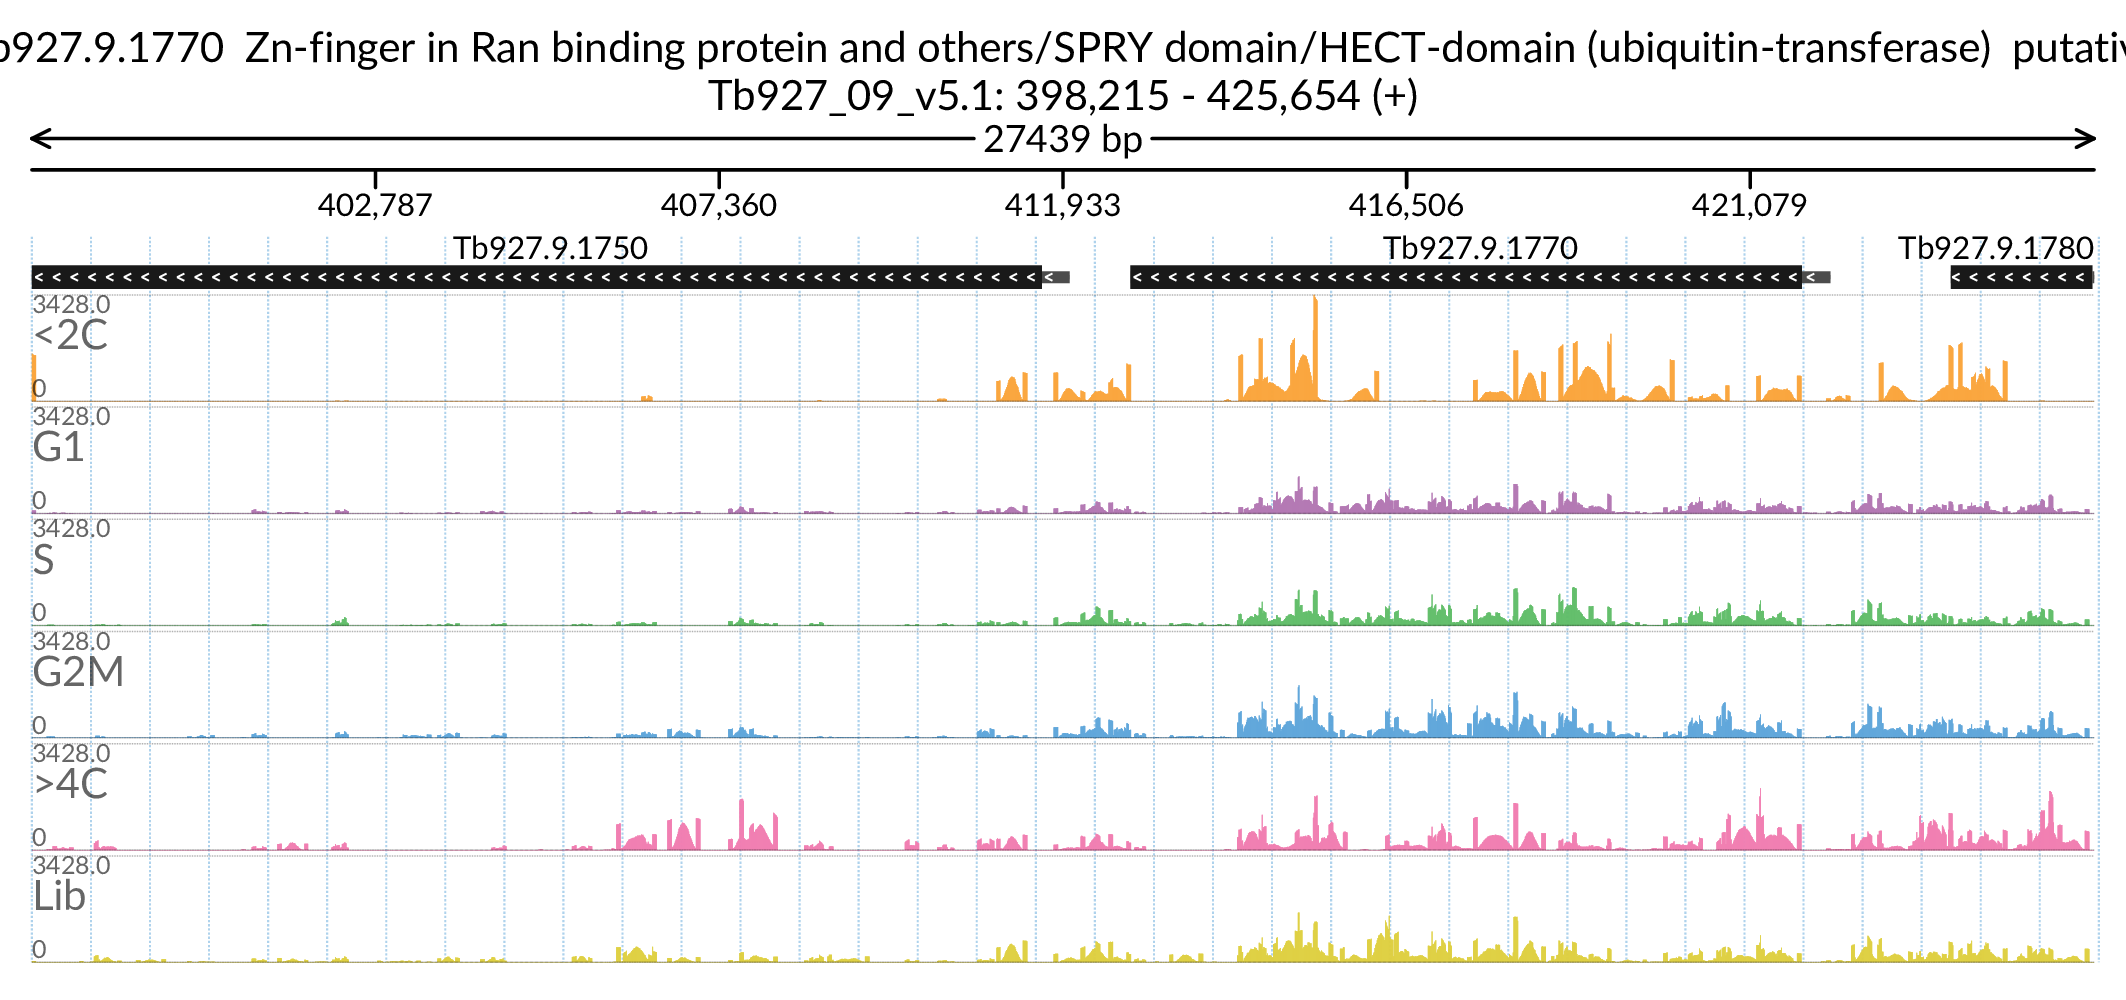 b927.9.1770 Zn-finger in Ran binding protein and others/SPRY domain/HECT-domain (ubiquitin-transferase) putativ
Tb927_09_v5.1: 398,215 - 425,654 (+)
27439 bp
402,787 407,360 411,933 416,506 421,079
Tb927.9.1750 Tb927.9.1770 Tb927.9.1780
3428.0
<2C
0
3428.0
G1
0
3428.0
S
0
3428.0
G2M
0
3428.0
>4C
0
3428.0
Lib
0